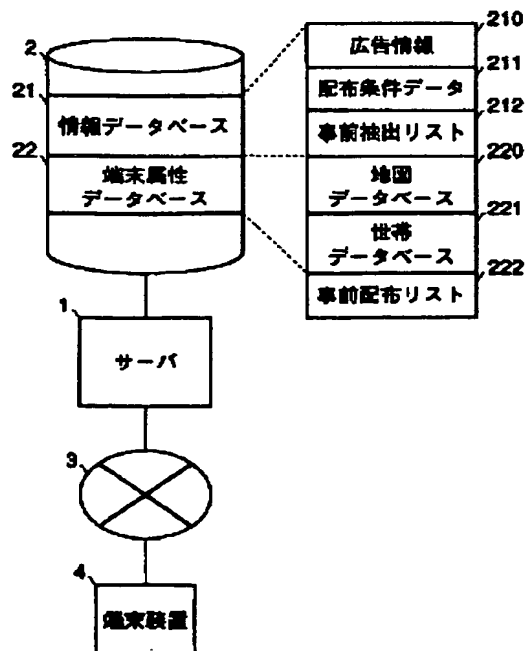 2
21
情報データベース
22
端末属性
データベース
210
広告情報
211
配布条件データ
212
事前抽出リスト
220
地図
データベース
221
世帯
データベース
222
事前配布リスト
1
サーバ
3
4
端末装置